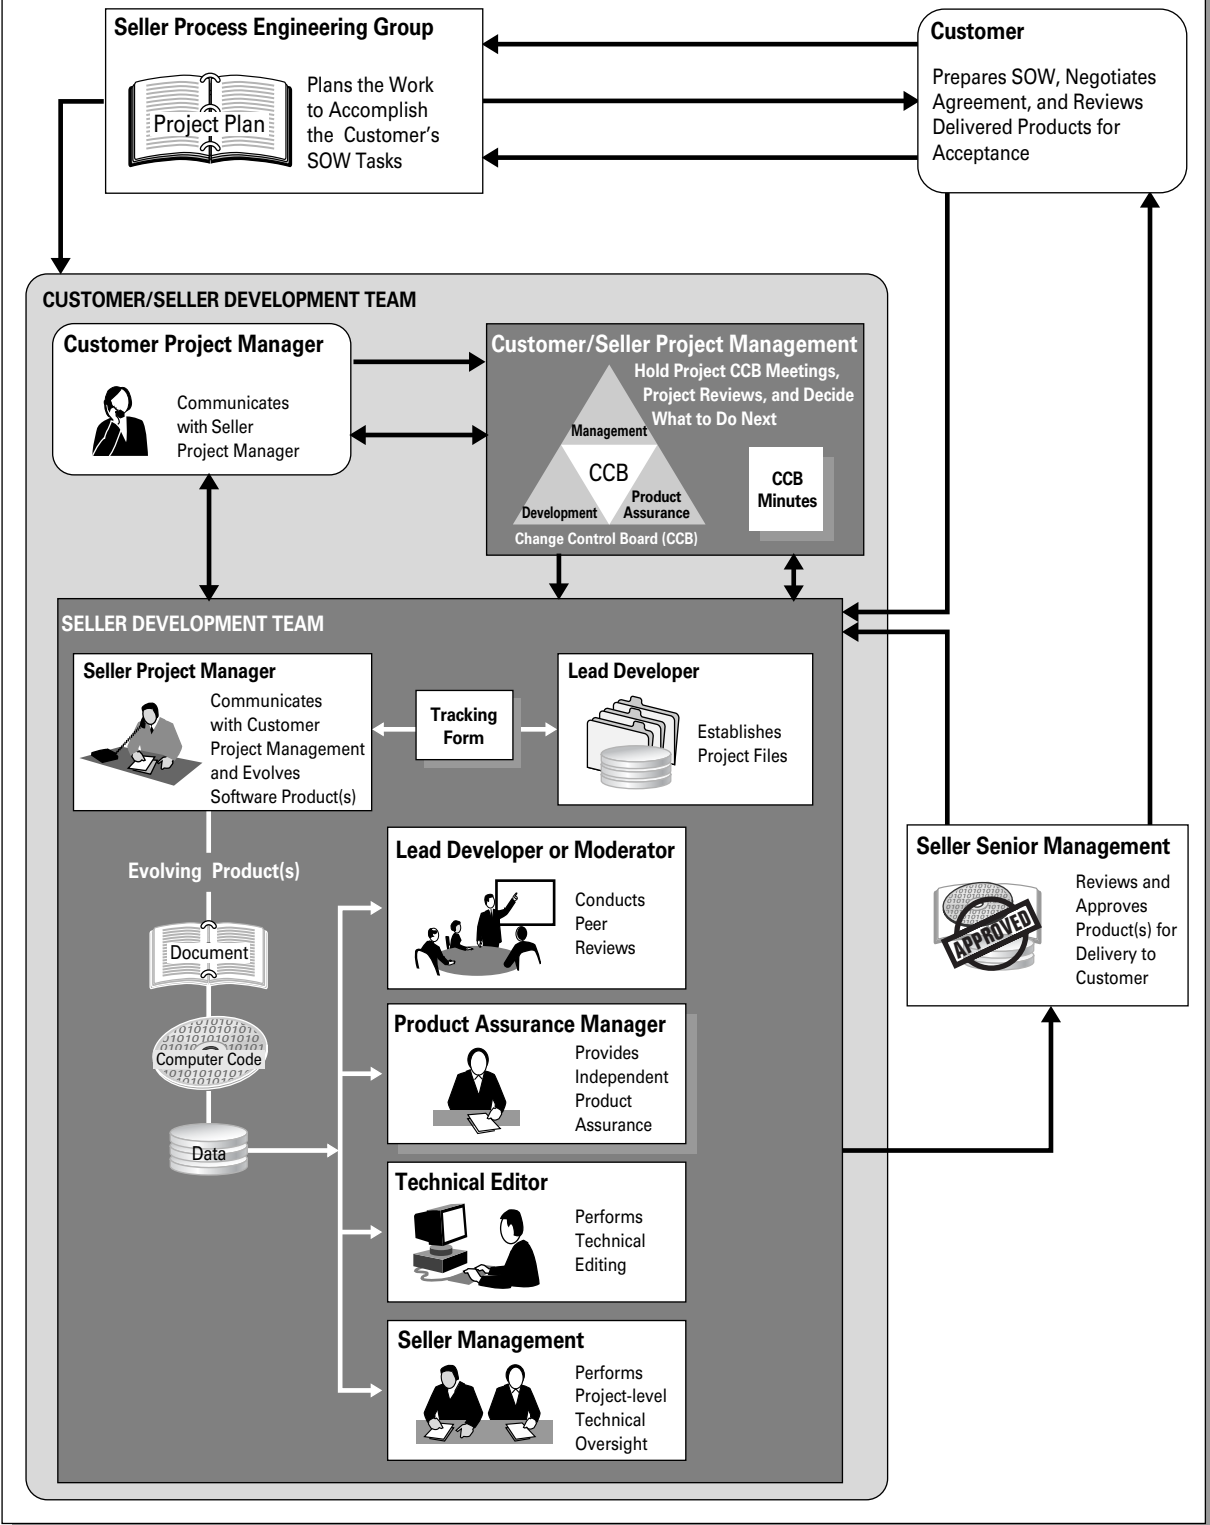 Seller Process Engineering Group
Project Plan
Plans the Work
to Accomplish
the Customer's
SOW Tasks
Customer
Prepares SOW, Negotiates
Agreement, and Reviews
Delivered Products for
Acceptance
CUSTOMER/SELLER DEVELOPMENT TEAM
Customer Project Manager
Communicates
with Seller
Project Manager
Customer/Seller Project Management
Hold Project CCB Meetings,
Project Reviews, and Decide
What to Do Next
Management
CCB
Development
Product
Assurance
Change Control Board (CCB)
CCB
Minutes
SELLER DEVELOPMENT TEAM
Seller Project Manager
Communicates
with Customer
Project Management
and Evolves
Software Product(s)
Tracking
Form
Lead Developer
Establishes
Project Files
Evolving Product(s)
Document
Computer Code
Data
Lead Developer or Moderator
Conducts
Peer
Reviews
Product Assurance Manager
Provides
Independent
Product
Assurance
Technical Editor
Performs
Technical
Editing
Seller Management
Performs
Project-level
Technical
Oversight
Seller Senior Management
APPROVED
Reviews and
Approves
Product(s) for
Delivery to
Customer